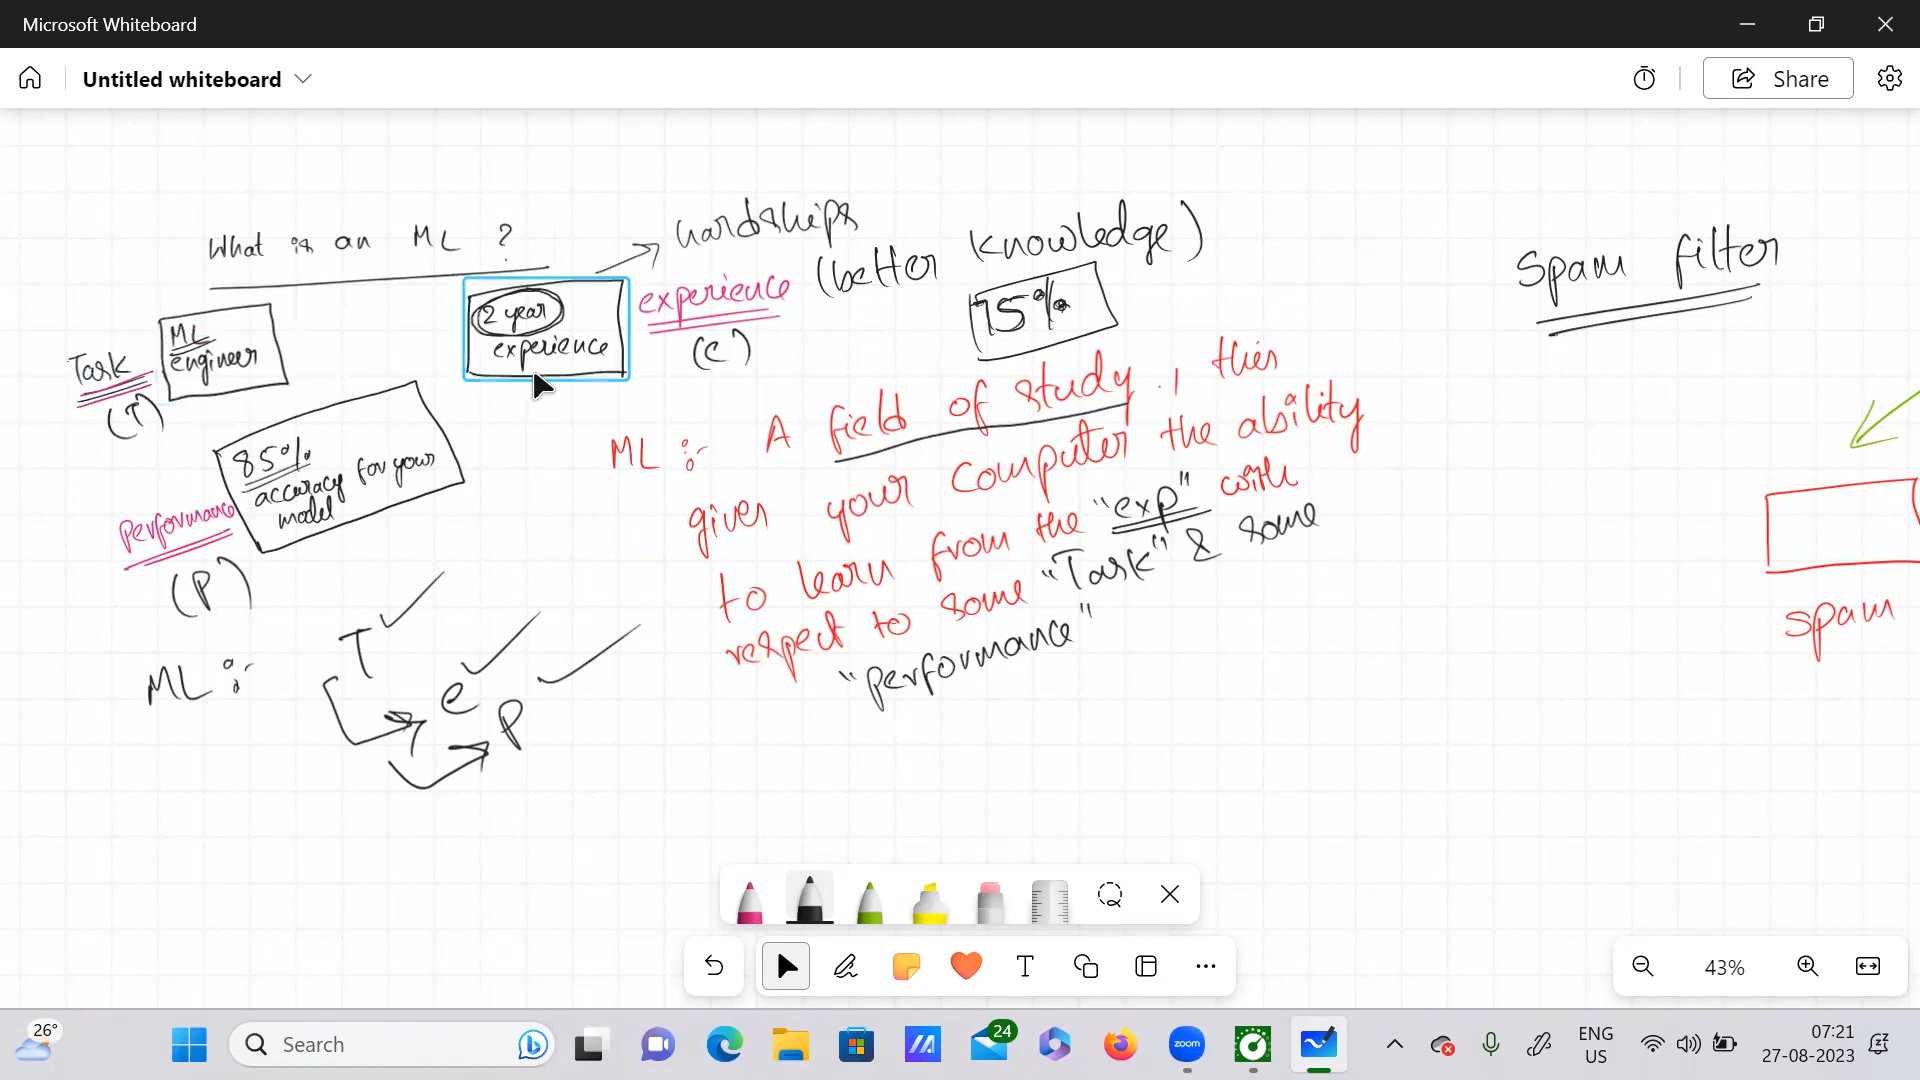 Microsoft Whiteboard
Untitled whiteboard
Share
What is an ML ?
hardships
(better knowledge)
Spam filter
ML
engineer
2 year
experience
experience
(e)
75%
Task
(T)
85%
accuracy for your
model
performance
(P)
ML :- A field of study, this
gives your computer the ability
to learn from the "exp" with
respect to some "Task" & some
"performance"
ML :-
T
e
P
spam
43%
26°
Search
24
zoom
ENG
US
07:21
27-08-2023